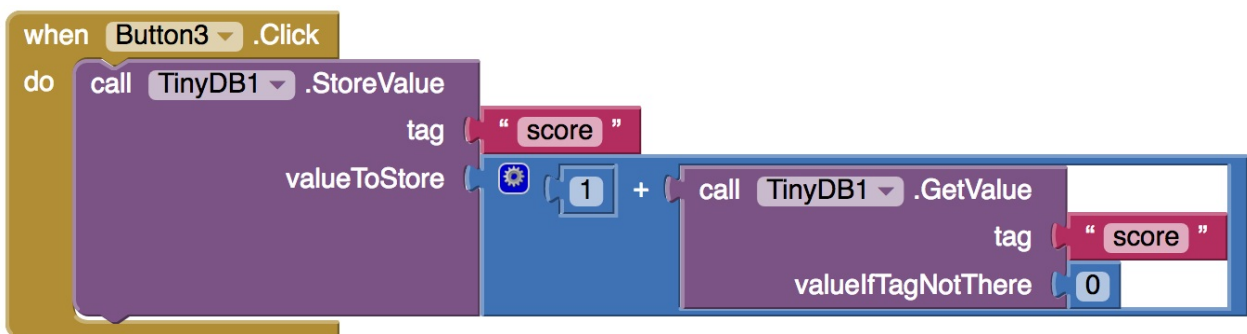 when Button3 .Click
do call TinyDB1 .StoreValue
tag “ score ”
valueToStore 1 + call TinyDB1 .GetValue
tag “ score ”
valueIfTagNotThere 0